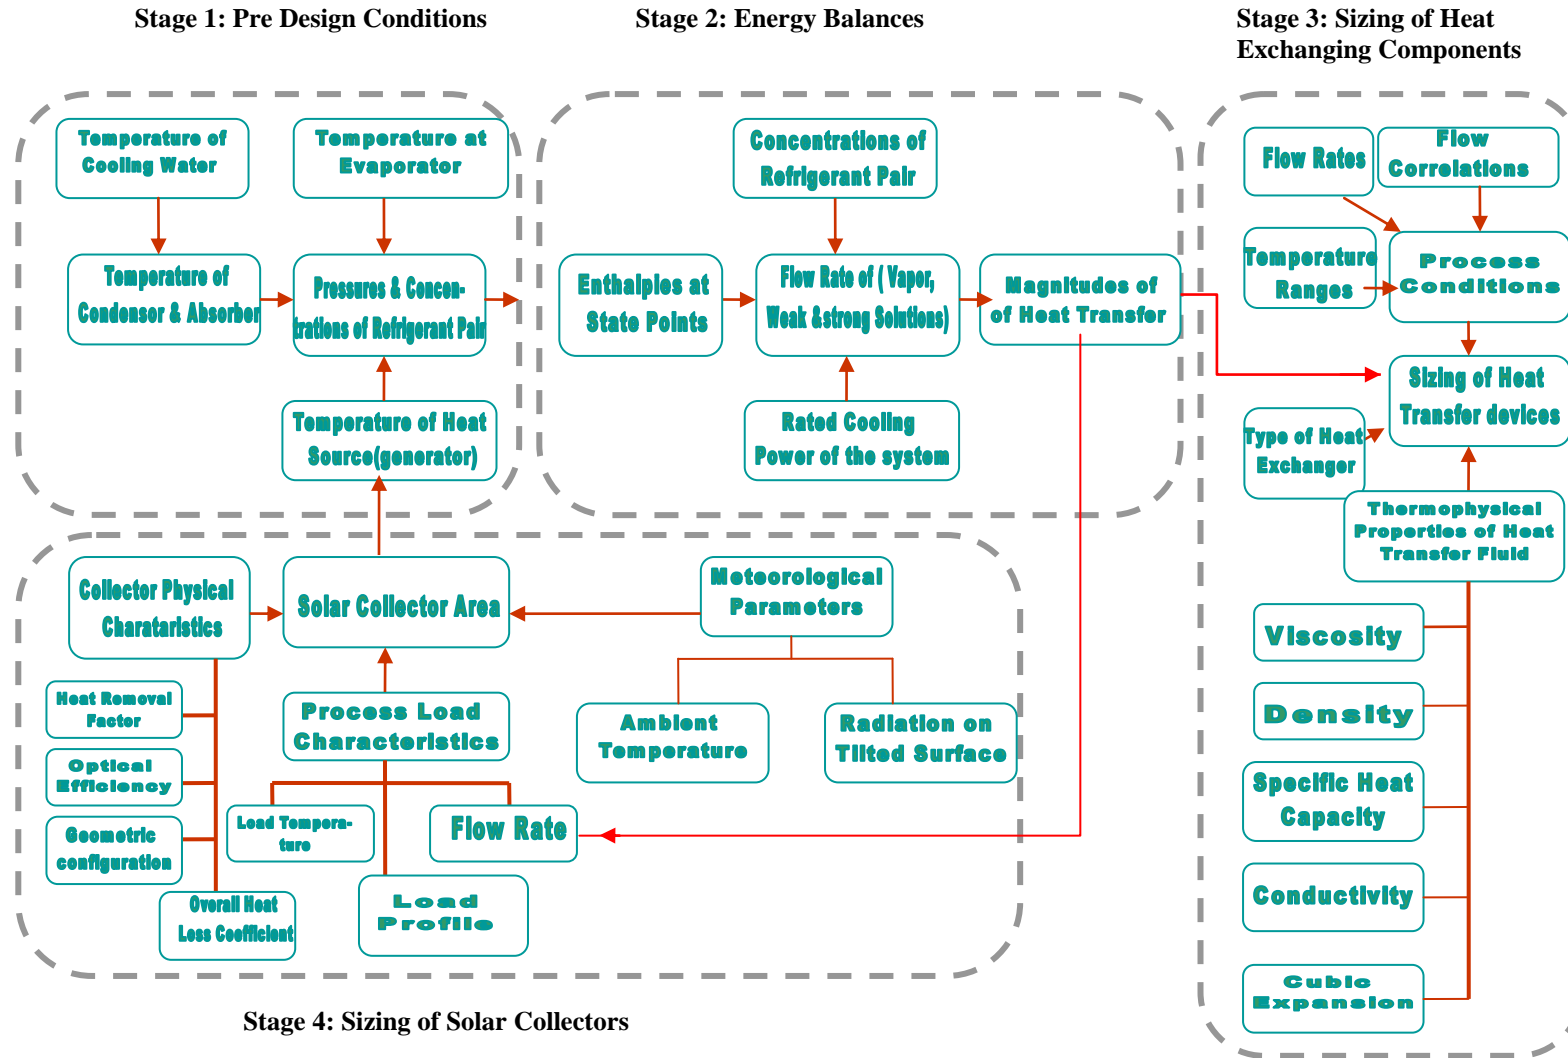 Stage 1: Pre Design Conditions
Stage 2: Energy Balances
Stage 3: Sizing of Heat
Exchanging Components
Temperature of
Cooling Water
Temperature at
Evaporator
Temperature of
Condensor & Absorber
Pressures & Concen-
trations of Refrigerant Pair
Temperature of Heat
Source(generator)
Concentrations of
Refrigerant Pair
Enthalpies at
State Points
Flow Rate of ( Vapor,
Weak &strong Solutions)
Magnitudes of
of Heat Transfer
Rated Cooling
Power of the system
Flow Rates
Flow
Correlations
Temperature
Ranges
Process
Conditions
Sizing of Heat
Transfer devices
Type of Heat
Exchanger
Thermophysical
Properties of Heat
Transfer Fluid
Viscosity
Density
Specific Heat
Capacity
Conductivity
Cubic
Expansion
Collector Physical
Charataristics
Solar Collector Area
Meteorological
Parameters
Heat Removal
Factor
Optical
Efficiency
Geometric
configuration
Overall Heat
Loss Coefficient
Process Load
Characteristics
Load Tempera-
ture
Flow Rate
Load
Profile
Ambient
Temperature
Radiation on
Tilted Surface
Stage 4: Sizing of Solar Collectors